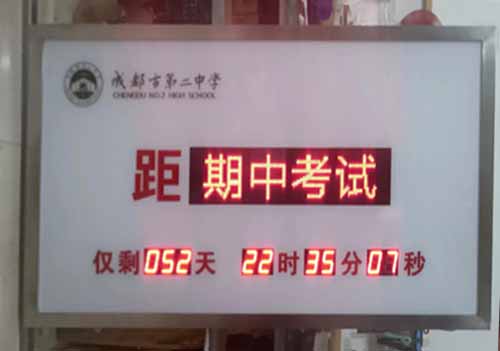 成都市第二中学
CHENGDU NO.2 HIGH SCHOOL
距 期中考试
仅剩052天 22时35分07秒